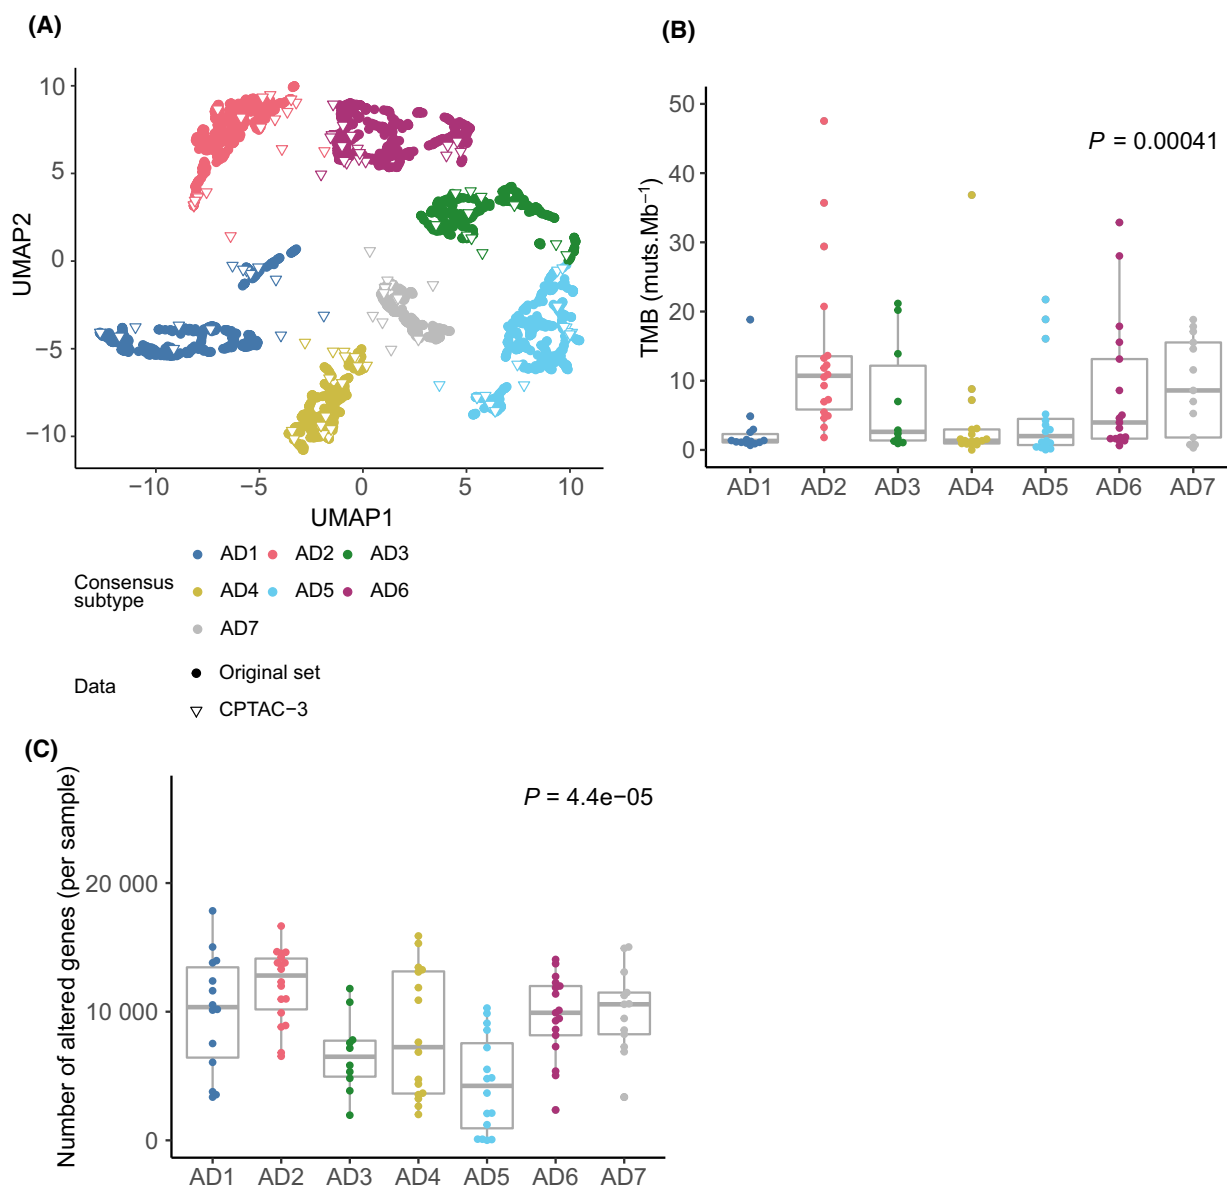 (A)
UMAP2
10
5
0
−5
−10
−10 −5 0 5 10
UMAP1
Consensus subtype
AD1 AD2 AD3
AD4 AD5 AD6
AD7
Data
Original set
CPTAC−3
(B)
TMB (muts.Mb⁻¹)
P = 0.00041
50
40
30
20
10
0
AD1 AD2 AD3 AD4 AD5 AD6 AD7
(C)
Number of altered genes (per sample)
P = 4.4e−05
20 000
10 000
0
AD1 AD2 AD3 AD4 AD5 AD6 AD7